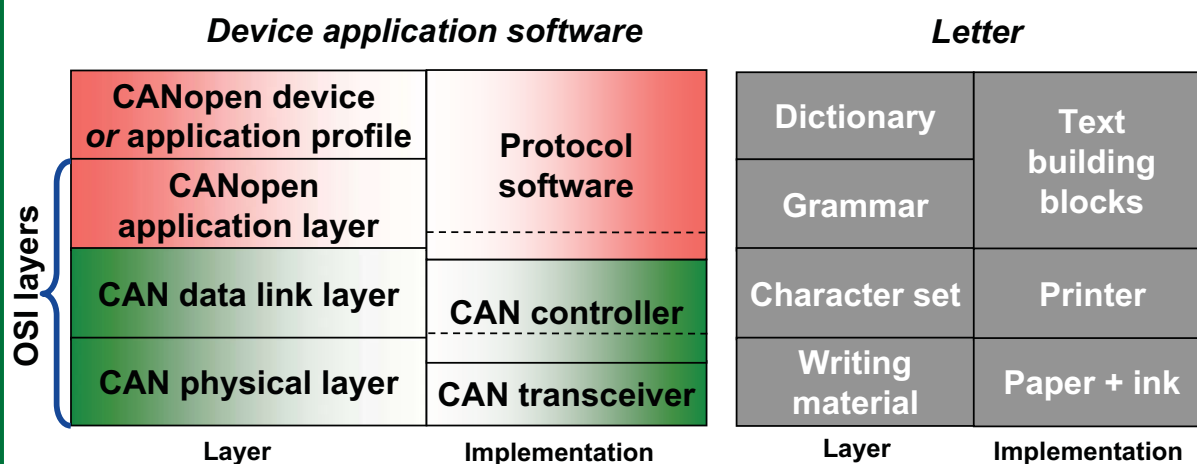 Device application software
Letter
OSI layers
CANopen device
or application profile
CANopen
application layer
CAN data link layer
CAN physical layer
Protocol
software
CAN controller
CAN transceiver
Layer
Implementation
Dictionary
Grammar
Character set
Writing
material
Text
building
blocks
Printer
Paper + ink
Layer
Implementation